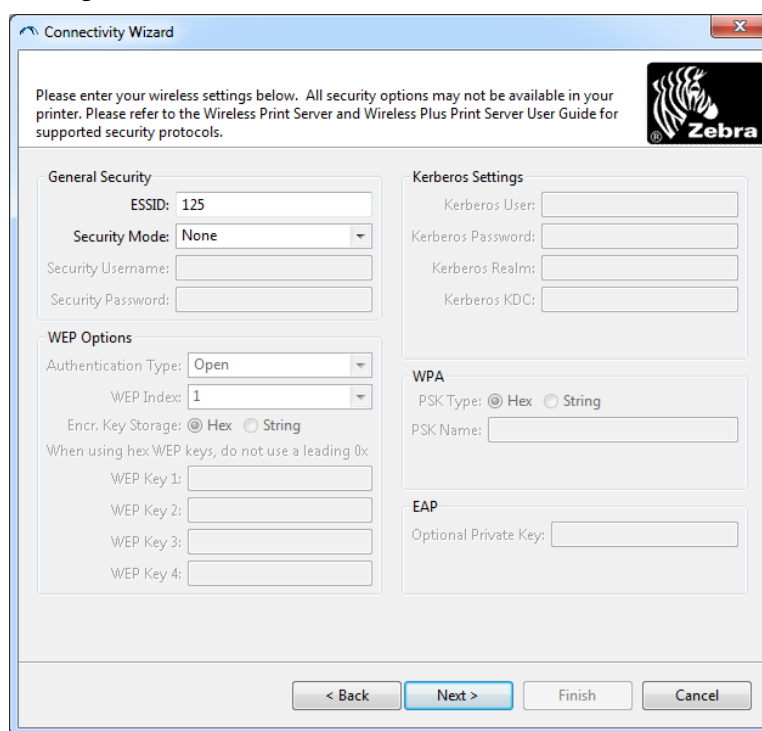 Connectivity Wizard
Please enter your wireless settings below. All security options may not be available in your
printer. Please refer to the Wireless Print Server and Wireless Plus Print Server User Guide for
supported security protocols.
® Zebra
General Security
ESSID: 125
Security Mode: None
Security Username:
Security Password:
WEP Options
Authentication Type: Open
WEP Index: 1
Encr. Key Storage: Hex String
When using hex WEP keys, do not use a leading 0x
WEP Key 1:
WEP Key 2:
WEP Key 3:
WEP Key 4:
Kerberos Settings
Kerberos User:
Kerberos Password:
Kerberos Realm:
Kerberos KDC:
WPA
PSK Type: Hex String
PSK Name:
EAP
Optional Private Key:
< Back Next > Finish Cancel